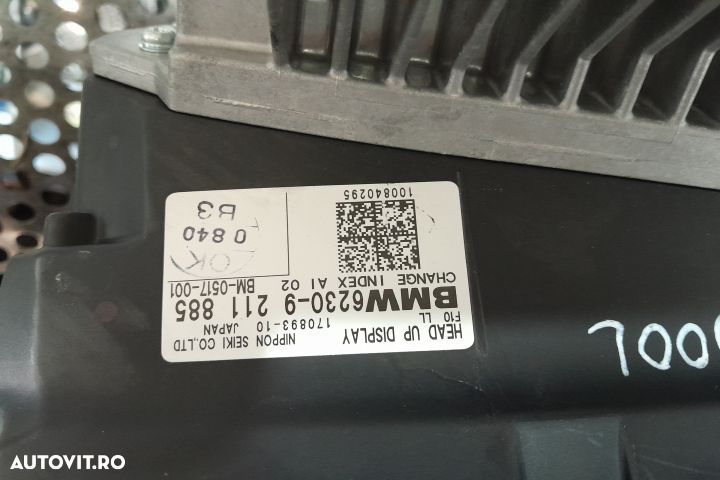 HEAD UP DISPLAY
F10 LL
NIPPON SEIKI CO.,LTD
170893-10 JAPAN
BMW 6230-9 211 885
CHANGE INDEX AI 02
BM-0517-001
OK
0840
B3
100840295
AUTOVIT.RO